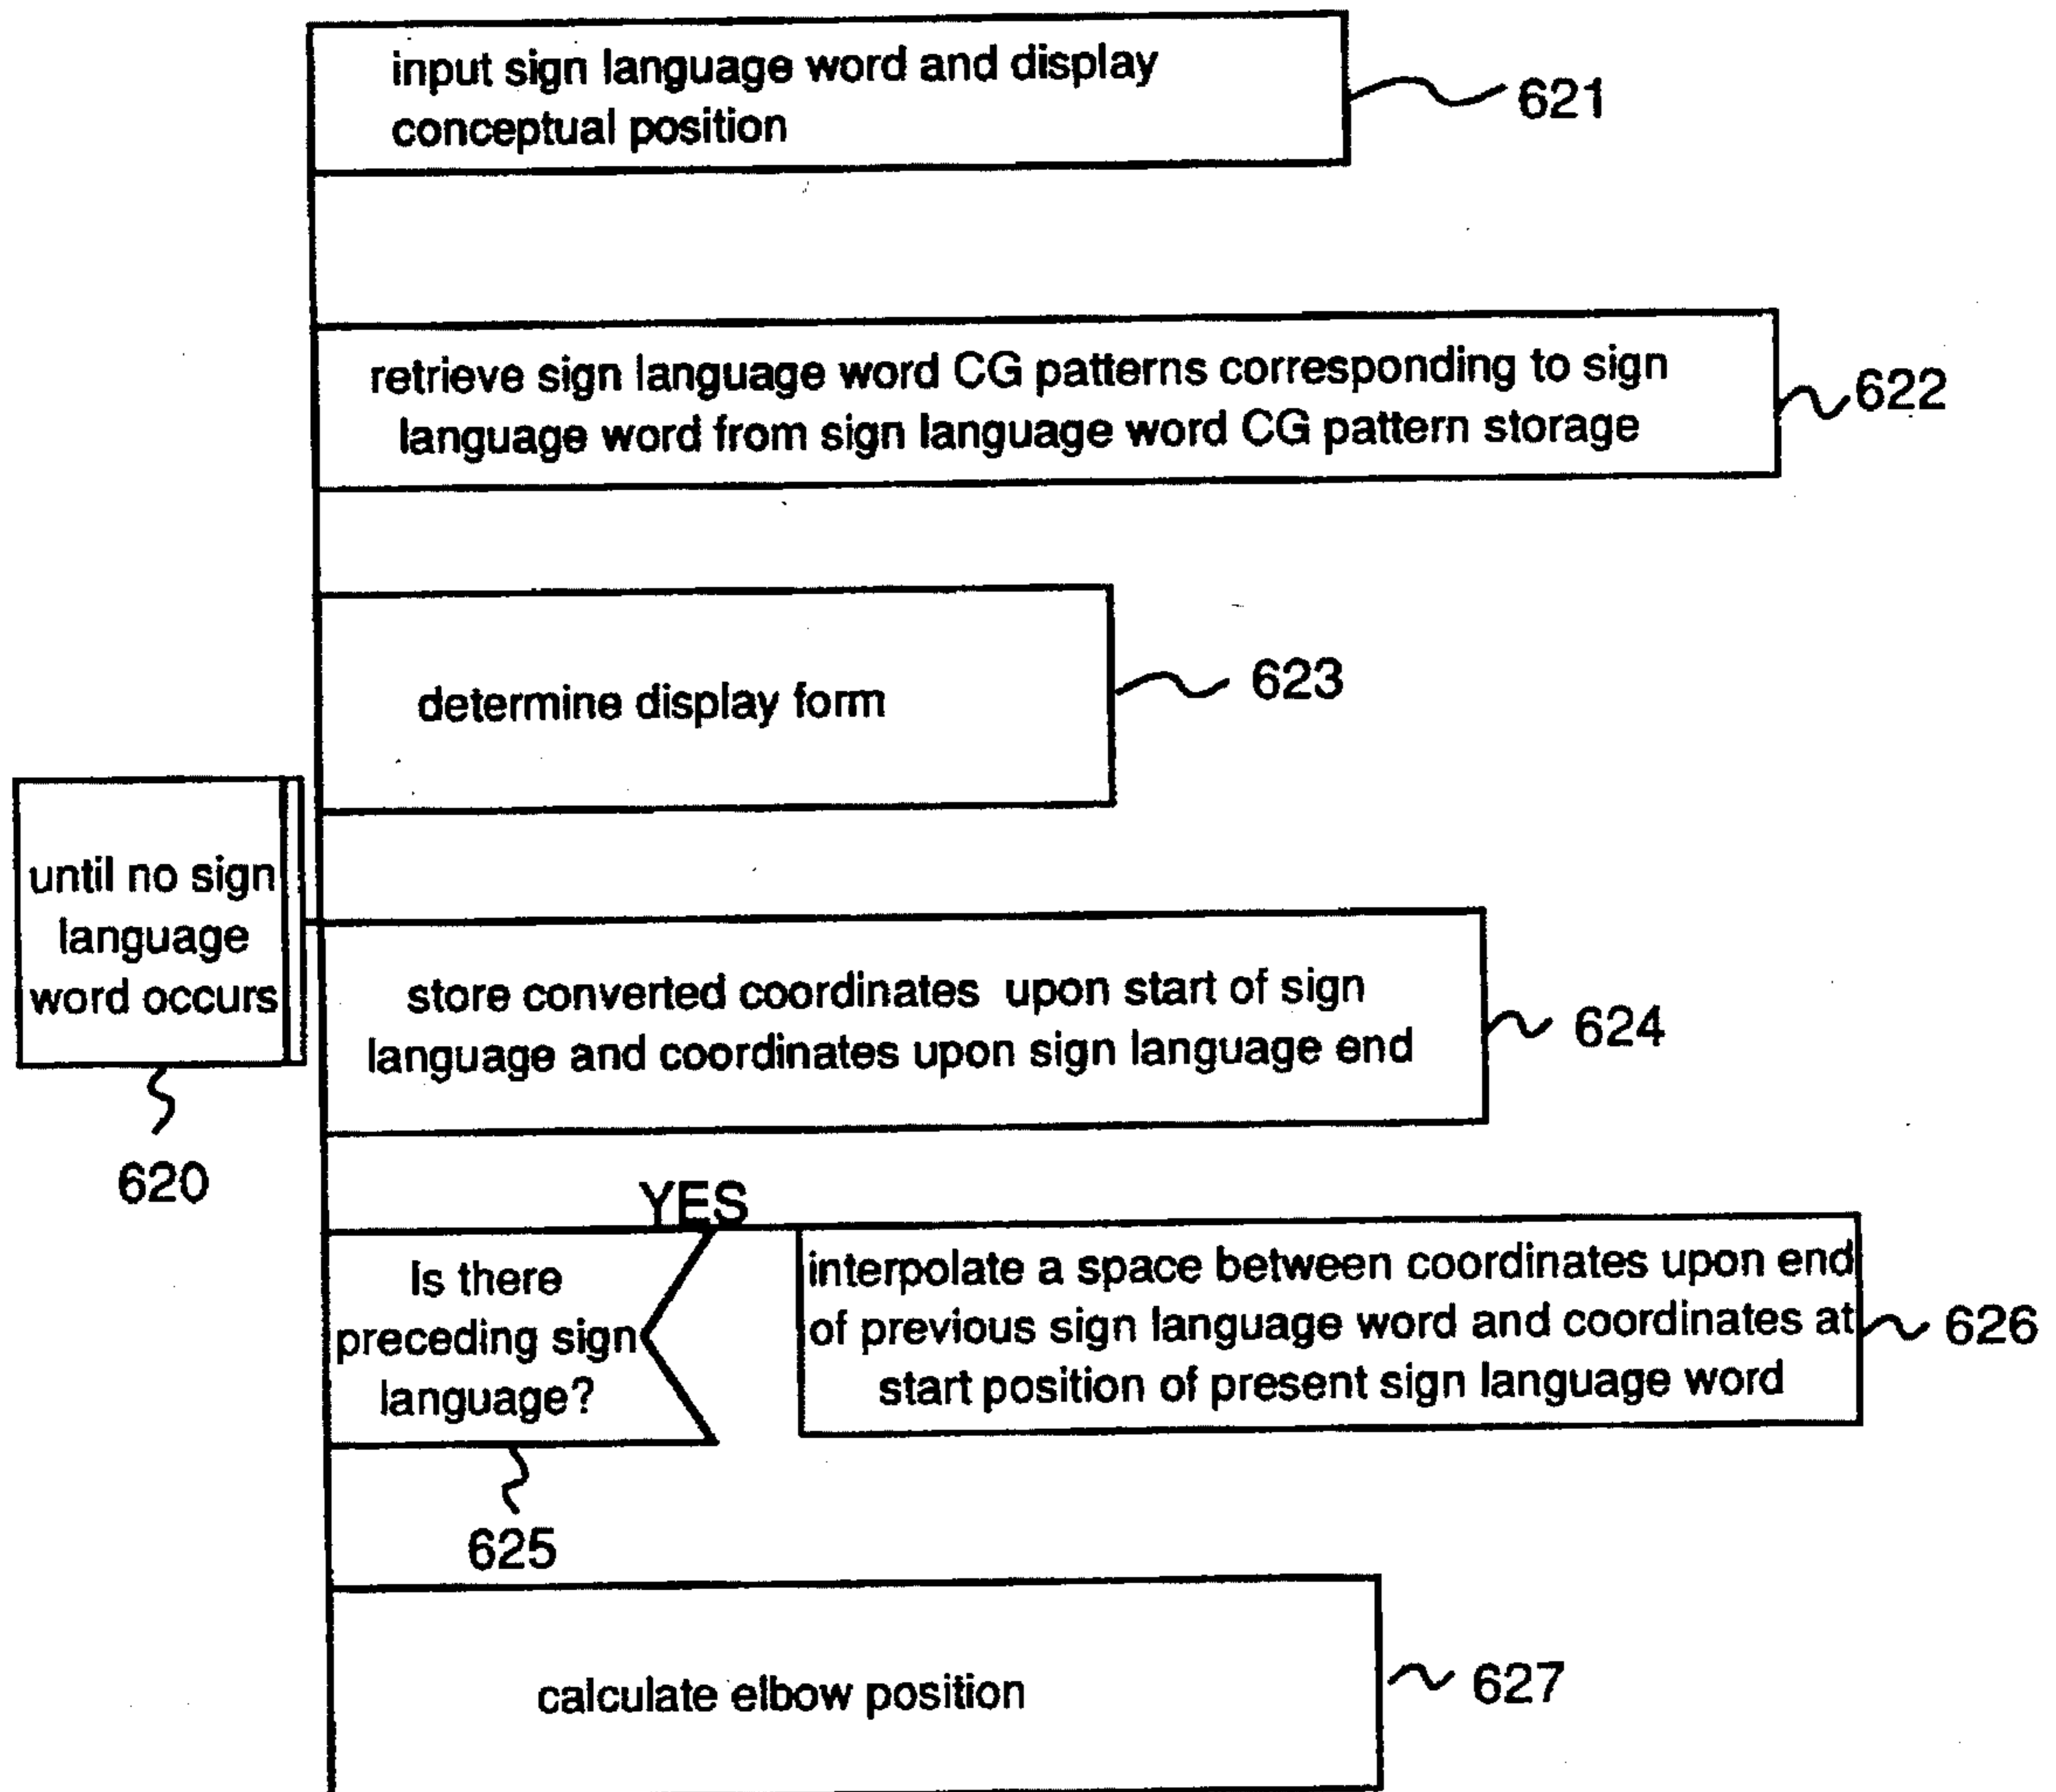 input sign language word and display
conceptual position
621
retrieve sign language word CG patterns corresponding to sign
language word from sign language word CG pattern storage
622
determine display form
623
until no sign
language
word occurs
620
store converted coordinates upon start of sign
language and coordinates upon sign language end
624
YES
Is there
preceding sign
language?
625
interpolate a space between coordinates upon end
of previous sign language word and coordinates at
start position of present sign language word
626
calculate elbow position
627